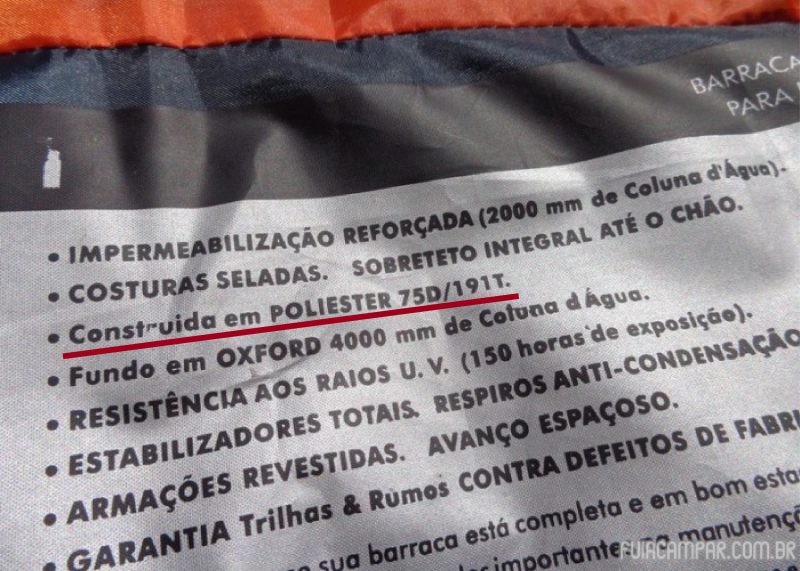 BARRACA
PARA
• IMPERMEABILIZAÇÃO REFORÇADA (2000 mm de Coluna d'Água).
• COSTURAS SELADAS. SOBRETETO INTEGRAL ATÉ O CHÃO.
• Construida em POLIESTER 75D/191T.
• Fundo em OXFORD 4000 mm de Coluna d'Água.
• RESISTÊNCIA AOS RAIOS U.V. (150 horas de exposição).
• ESTABILIZADORES TOTAIS. RESPIROS ANTI-CONDENSAÇÃO
• ARMAÇÕES REVESTIDAS. AVANÇO ESPAÇOSO.
• GARANTIA Trilhas & Rumos CONTRA DEFEITOS DE FABRI
sua barraca está completa e em bom esta
importante na manutençã
FUIACAMPAR.COM.BR